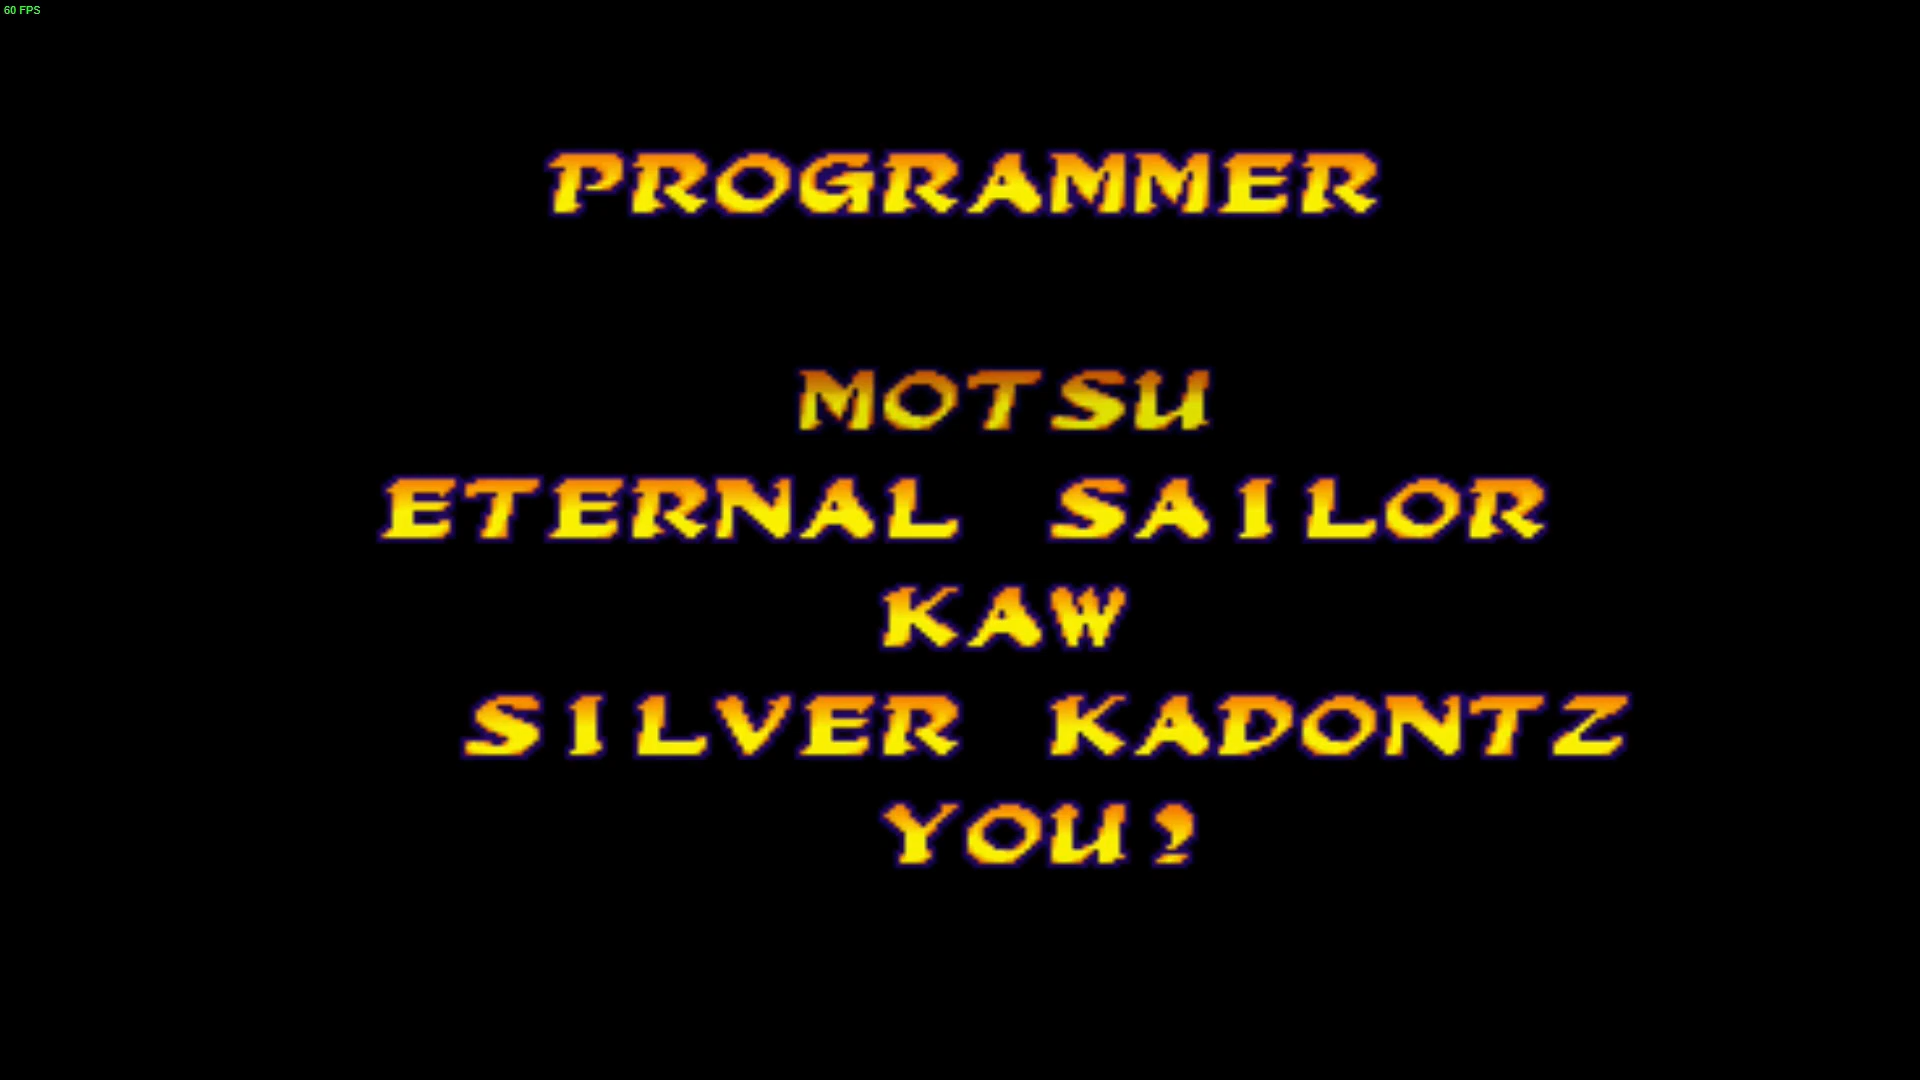 60 FPS
PROGRAMMER
MOTSU
ETERNAL SAILOR
KAW
SILVER KADONTZ
YOU?